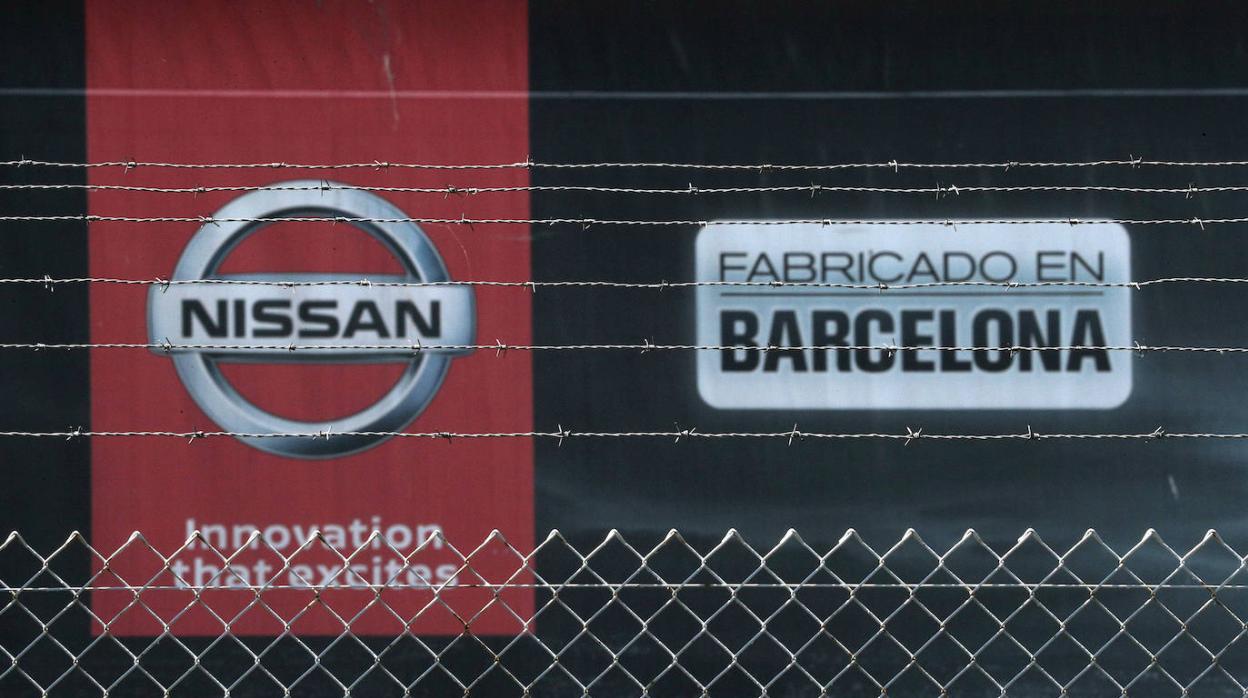 NISSAN
Innovation
that excites
FABRICADO EN
BARCELONA